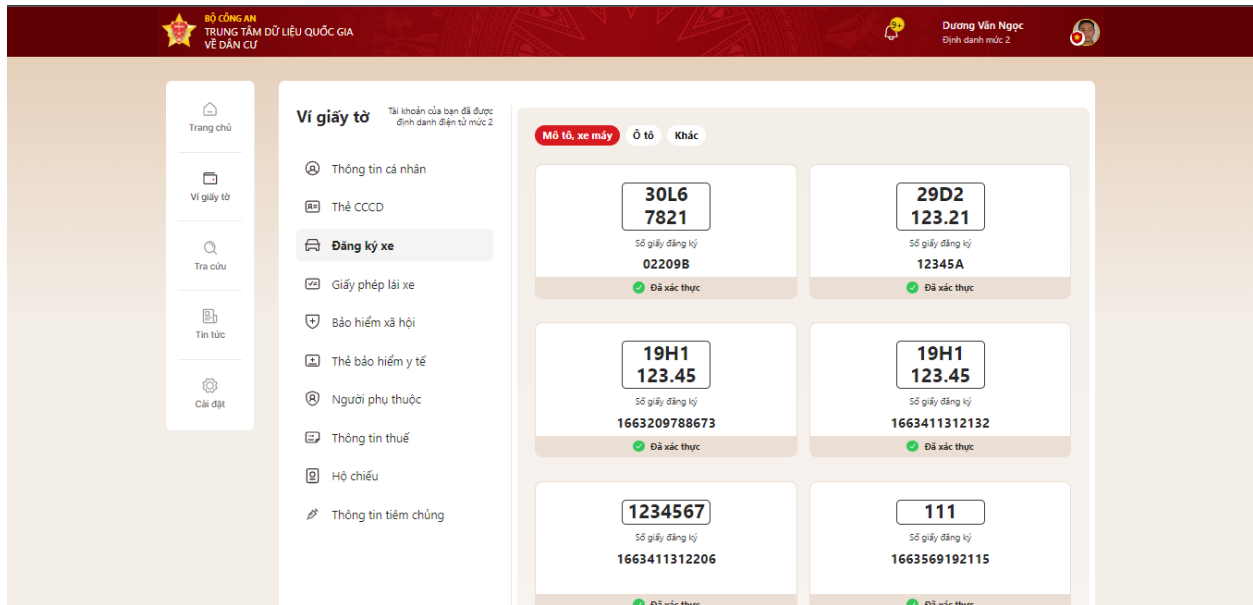 BỘ CÔNG AN
TRUNG TÂM DỮ LIỆU QUỐC GIA
VỀ DÂN CƯ
9+
Dương Văn Ngọc
Định danh mức 2
Trang chủ
Ví giấy tờ
Tra cứu
Tin tức
Cài đặt
Ví giấy tờ
Tài khoản của bạn đã được
định danh điện tử mức 2
Thông tin cá nhân
Thẻ CCCD
Đăng ký xe
Giấy phép lái xe
Bảo hiểm xã hội
Thẻ bảo hiểm y tế
Người phụ thuộc
Thông tin thuế
Hộ chiếu
Thông tin tiêm chủng
Mô tô, xe máy
Ô tô
Khác
30L6
7821
Số giấy đăng ký
02209B
Đã xác thực
29D2
123.21
Số giấy đăng ký
12345A
Đã xác thực
19H1
123.45
Số giấy đăng ký
1663209788673
Đã xác thực
19H1
123.45
Số giấy đăng ký
1663411312132
Đã xác thực
1234567
Số giấy đăng ký
1663411312206
Đã xác thực
111
Số giấy đăng ký
1663569192115
Đã xác thực